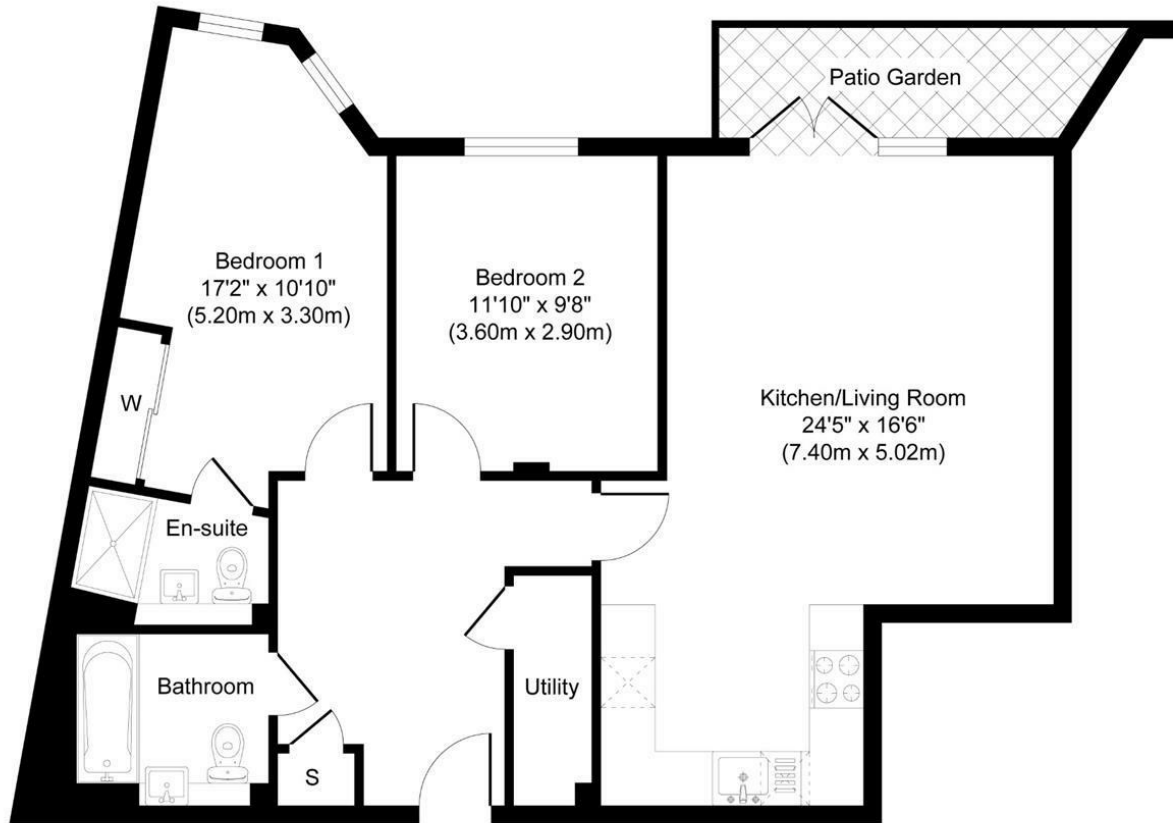 Patio Garden
Bedroom 1
17'2" x 10'10"
(5.20m x 3.30m)
Bedroom 2
11'10" x 9'8"
(3.60m x 2.90m)
Kitchen/Living Room
24'5" x 16'6"
(7.40m x 5.02m)
W
En-suite
Bathroom
Utility
S